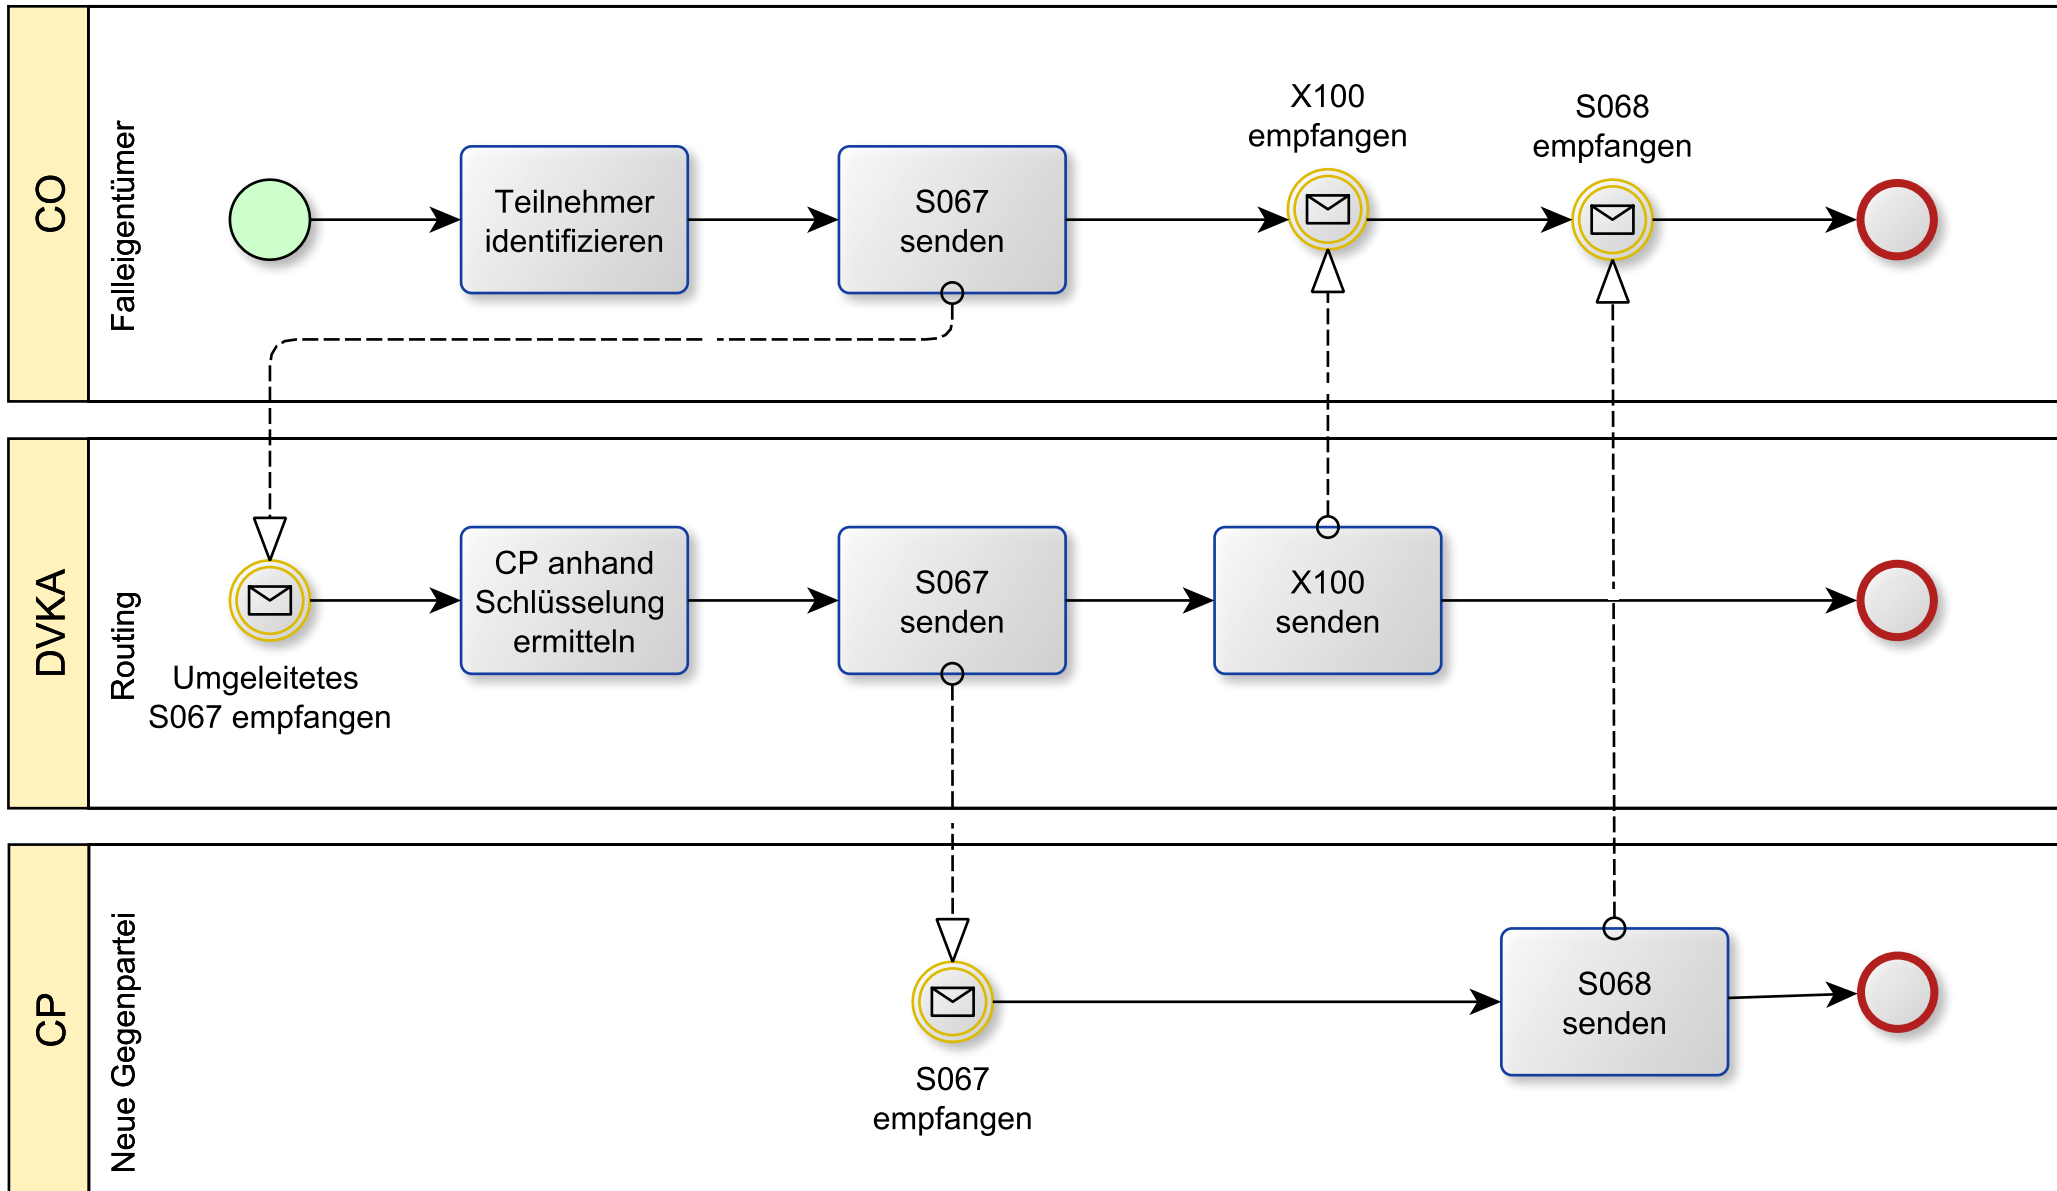 CO
Falleigentümer
Teilnehmer
identifizieren
S067
senden
X100
empfangen
S068
empfangen
DVKA
Routing
Umgeleitetes
S067 empfangen
CP anhand
Schlüsselung
ermitteln
S067
senden
X100
senden
CP
Neue Gegenpartei
S067
empfangen
S068
senden